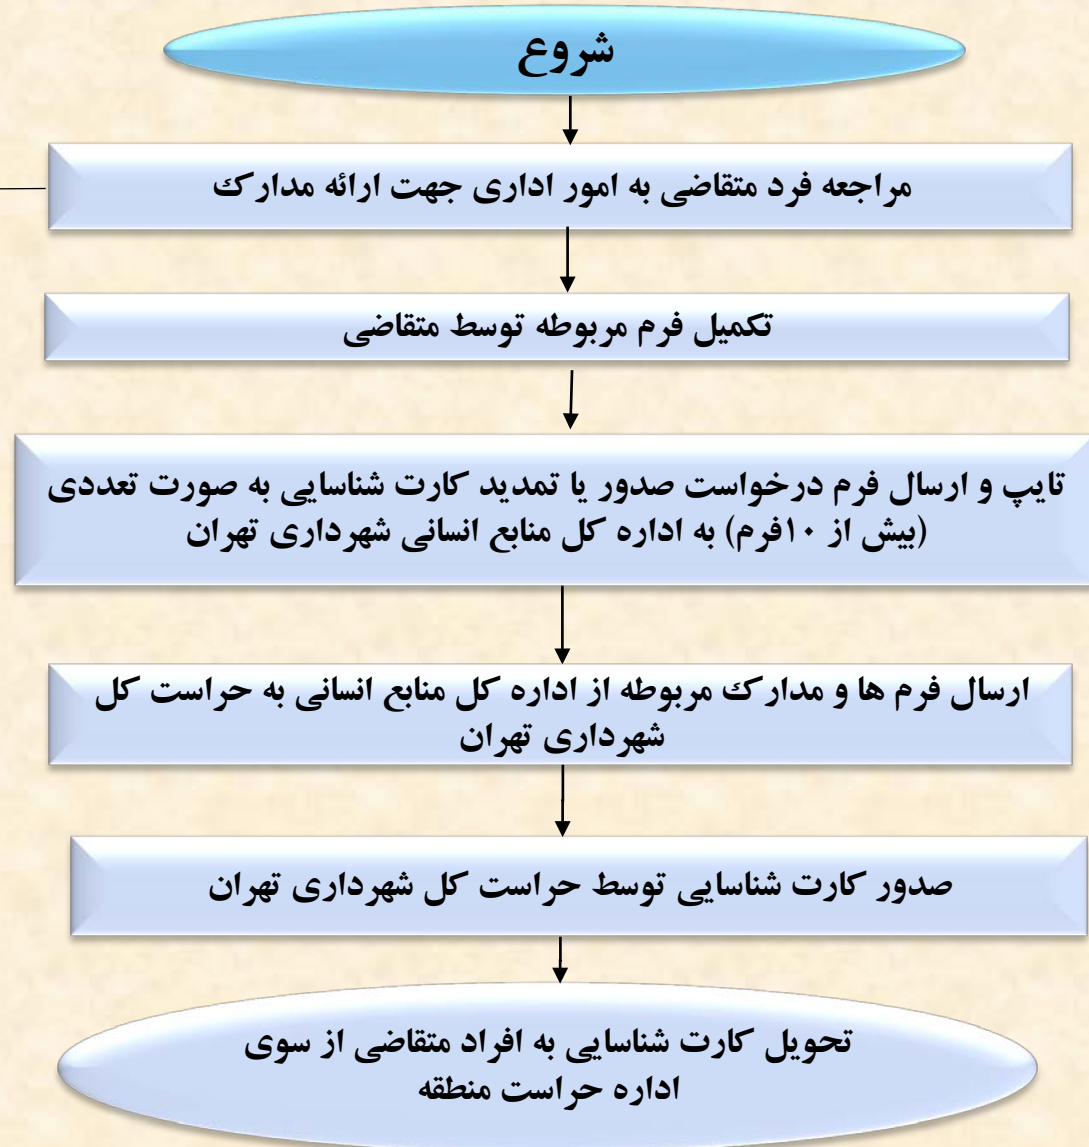 شروع
مراجعه فرد متقاضی به امور اداری جهت ارائه مدارک
تکمیل فرم مربوطه توسط متقاضی
تایپ و ارسال فرم درخواست صدور یا تمدید کارت شناسایی به صورت تعددی
(بیش از ۱۰فرم) به اداره کل منابع انسانی شهرداری تهران
ارسال فرم ها و مدارک مربوطه از اداره کل منابع انسانی به حراست کل
شهرداری تهران
صدور کارت شناسایی توسط حراست کل شهرداری تهران
تحویل کارت شناسایی به افراد متقاضی از سوی
اداره حراست منطقه